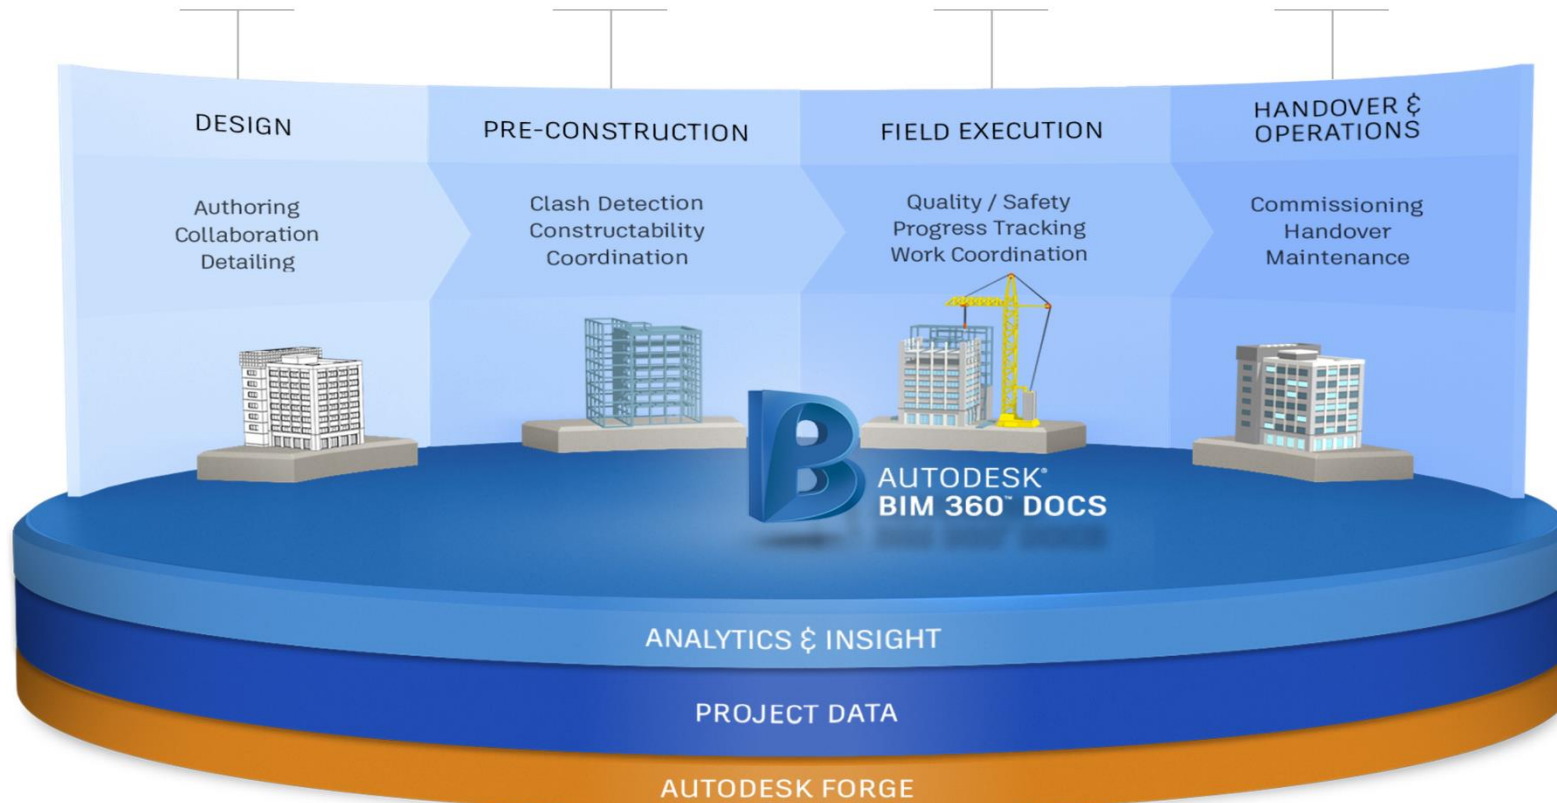 DESIGN
Authoring
Collaboration
Detailing
PRE-CONSTRUCTION
Clash Detection
Constructability
Coordination
FIELD EXECUTION
Quality / Safety
Progress Tracking
Work Coordination
HANDOVER &
OPERATIONS
Commissioning
Handover
Maintenance
AUTODESK®
BIM 360™ DOCS
ANALYTICS & INSIGHT
PROJECT DATA
AUTODESK FORGE